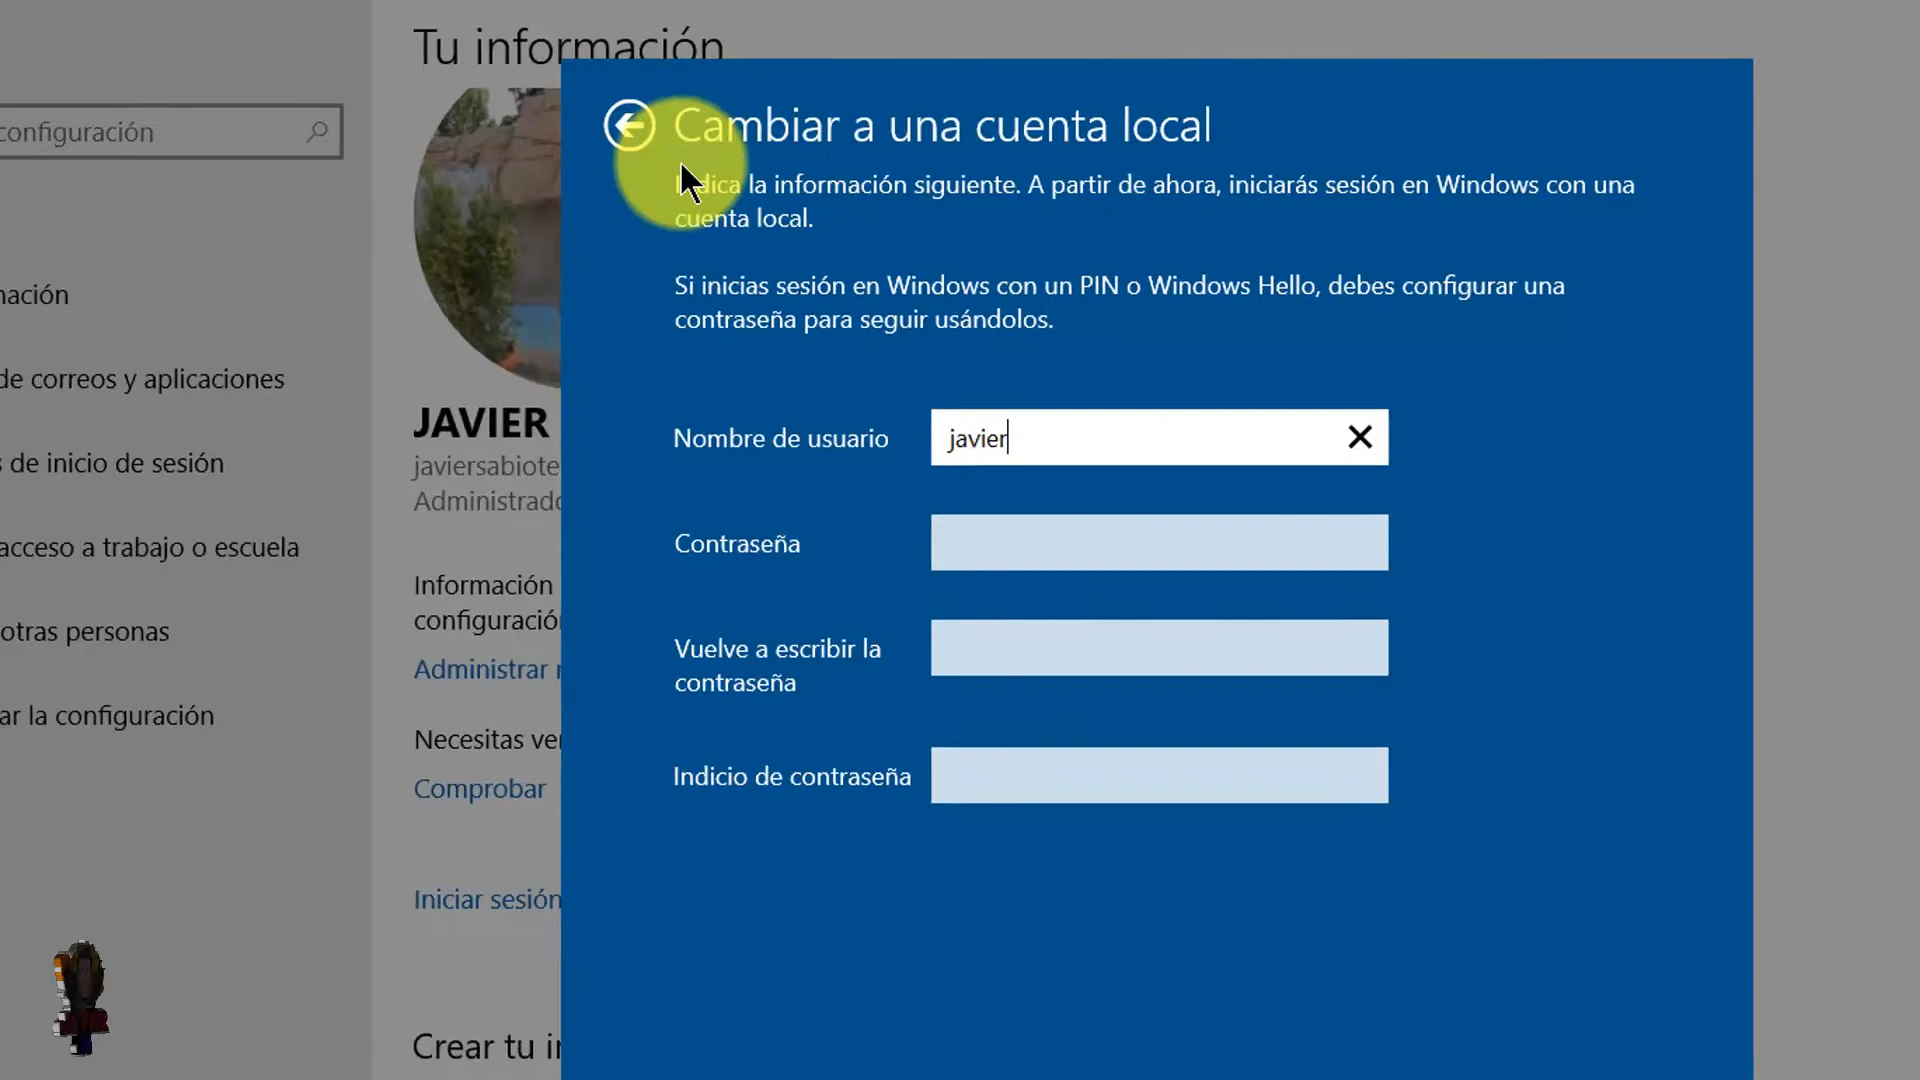 Tu información
configuración
mación
de correos y aplicaciones
de inicio de sesión
acceso a trabajo o escuela
otras personas
ar la configuración
JAVIER
javiersabiote
Administrado
Información
configuración
Administrar
Necesitas ver
Comprobar
Iniciar sesión
Crear tu
Cambiar a una cuenta local
Indica la información siguiente. A partir de ahora, iniciarás sesión en Windows con una
cuenta local.
Si inicias sesión en Windows con un PIN o Windows Hello, debes configurar una
contraseña para seguir usándolos.
Nombre de usuario
javier
Contraseña
Vuelve a escribir la
contraseña
Indicio de contraseña